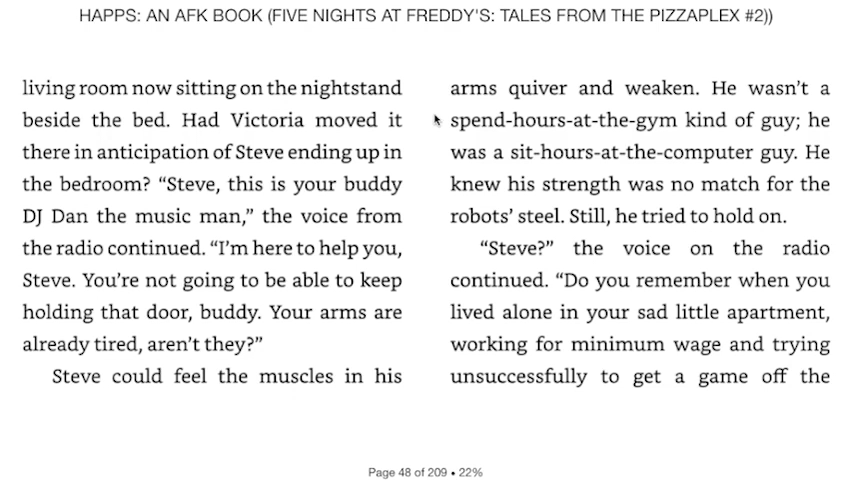 HAPPS: AN AFK BOOK (FIVE NIGHTS AT FREDDY'S: TALES FROM THE PIZZAPLEX #2))
living room now sitting on the nightstand
beside the bed. Had Victoria moved it
there in anticipation of Steve ending up in
the bedroom? “Steve, this is your buddy
DJ Dan the music man,” the voice from
the radio continued. “I’m here to help you,
Steve. You’re not going to be able to keep
holding that door, buddy. Your arms are
already tired, aren’t they?”
Steve could feel the muscles in his
arms quiver and weaken. He wasn’t a
spend-hours-at-the-gym kind of guy; he
was a sit-hours-at-the-computer guy. He
knew his strength was no match for the
robots’ steel. Still, he tried to hold on.
“Steve?” the voice on the radio
continued. “Do you remember when you
lived alone in your sad little apartment,
working for minimum wage and trying
unsuccessfully to get a game off the
Page 48 of 209 • 22%